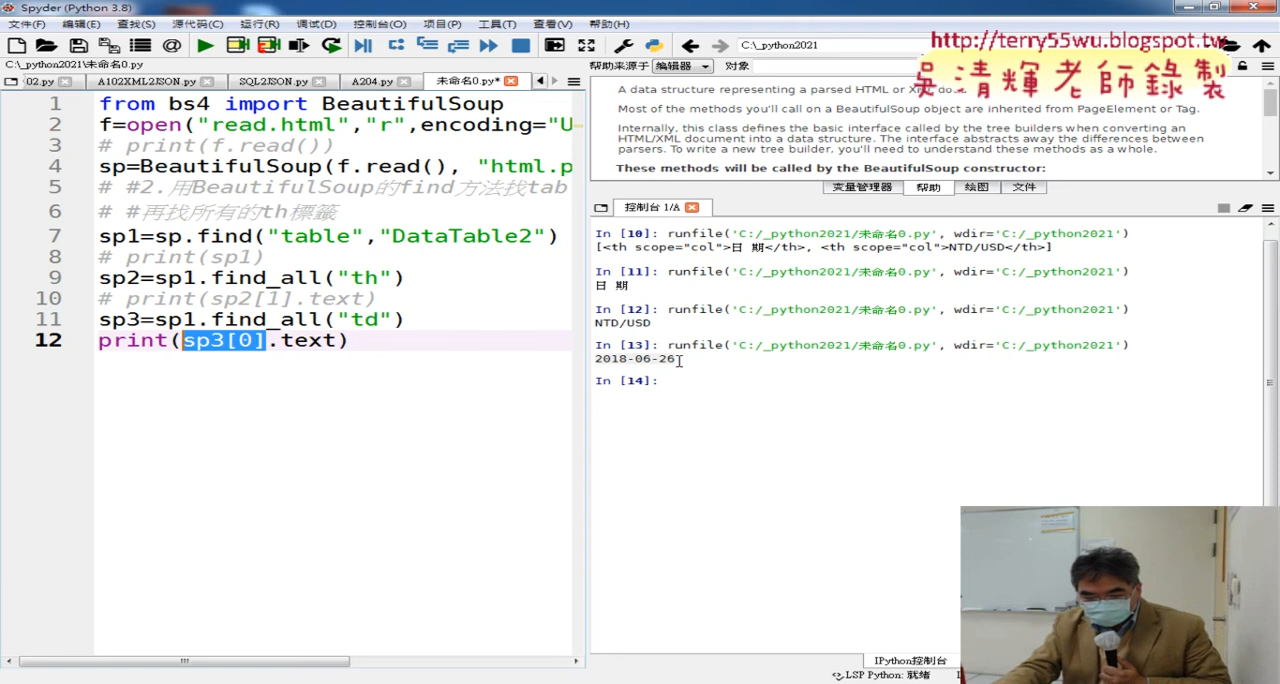 Spyder (Python 3.8)
文件(F) 编辑(E) 查找(S) 源代码(C) 运行(R) 调试(D) 控制台(O) 项目(P) 工具(T) 查看(V) 帮助(H)
C:\_python2021
http://terry55wu.blogspot.tw
吳清輝老師錄製
C:\_python2021\未命名0.py
帮助来源于 编辑器 对象
02.py A102XML2JSON.py SQL2JSON.py A204.py 未命名0.py*
A data structure representing a parsed HTML or XML
Most of the methods you'll call on a BeautifulSoup object are inherited from PageElement or Tag.
Internally, this class defines the basic interface called by the tree builders when converting an
HTML/XML document into a data structure. The interface abstracts away the differences between
parsers. To write a new tree builder, you'll need to understand these methods as a whole.
These methods will be called by the BeautifulSoup constructor:
变量管理器 帮助 绘图 文件
控制台 1/A
1 from bs4 import BeautifulSoup
2 f=open("read.html","r",encoding="U
3 # print(f.read())
4 sp=BeautifulSoup(f.read(), "html.p
5 # #2.用BeautifulSoup的find方法找tab
6 # #再找所有的th標籤
7 sp1=sp.find("table","DataTable2")
8 # print(sp1)
9 sp2=sp1.find_all("th")
10 # print(sp2[1].text)
11 sp3=sp1.find_all("td")
12 print(sp3[0].text)
In [10]: runfile('C:/_python2021/未命名0.py', wdir='C:/_python2021')
[<th scope="col">日 期</th>, <th scope="col">NTD/USD</th>]
In [11]: runfile('C:/_python2021/未命名0.py', wdir='C:/_python2021')
日 期
In [12]: runfile('C:/_python2021/未命名0.py', wdir='C:/_python2021')
NTD/USD
In [13]: runfile('C:/_python2021/未命名0.py', wdir='C:/_python2021')
2018-06-26
In [14]:
IPython控制台
LSP Python: 就绪